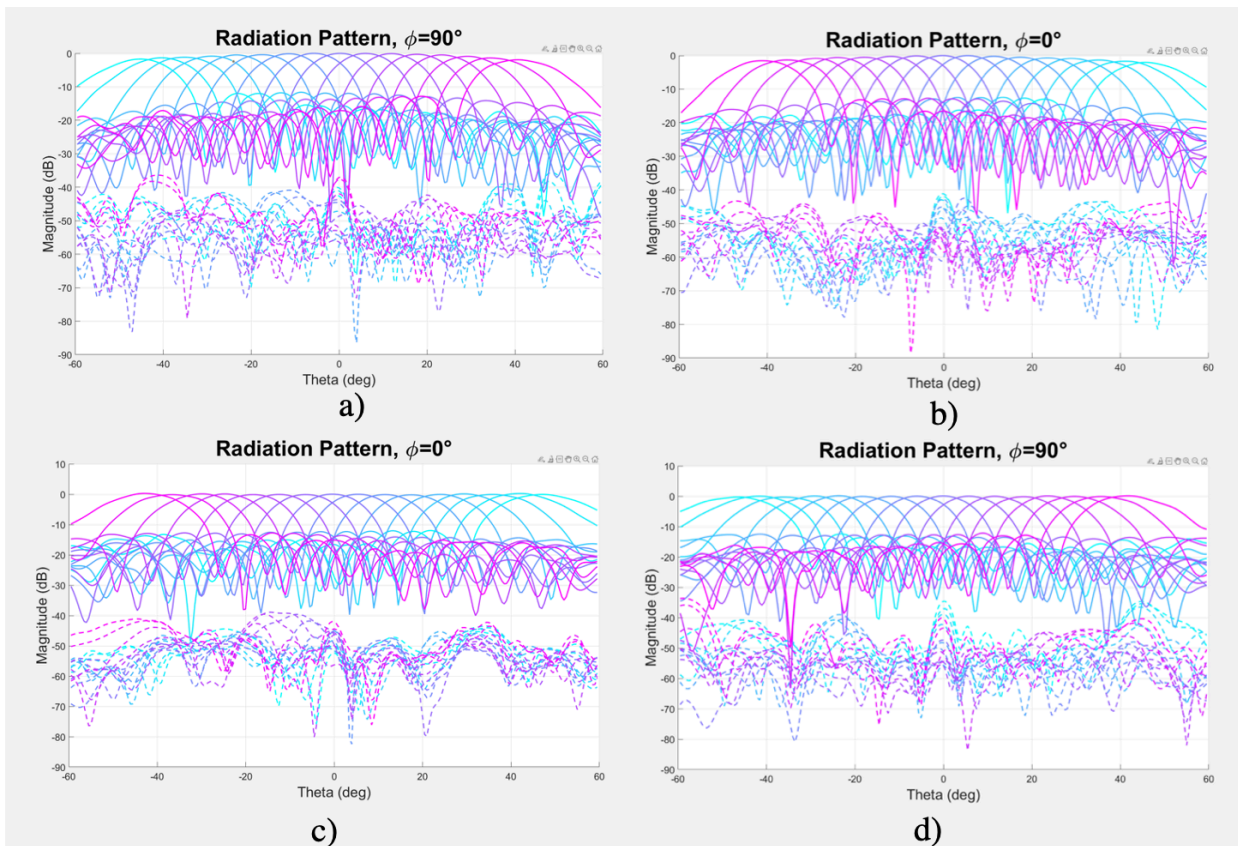 Radiation Pattern, ϕ=90°
0
-10
-20
-30
-40
-50
-60
-70
-80
-90
Magnitude (dB)
-60 -40 -20 0 20 40 60
Theta (deg)
a)
Radiation Pattern, ϕ=0°
0
-10
-20
-30
-40
-50
-60
-70
-80
-90
Magnitude (dB)
-60 -40 -20 0 20 40 60
Theta (deg)
b)
Radiation Pattern, ϕ=0°
10
0
-10
-20
-30
-40
-50
-60
-70
-80
-90
Magnitude (dB)
-60 -40 -20 0 20 40 60
Theta (deg)
c)
Radiation Pattern, ϕ=90°
10
0
-10
-20
-30
-40
-50
-60
-70
-80
-90
Magnitude (dB)
-60 -40 -20 0 20 40 60
Theta (deg)
d)